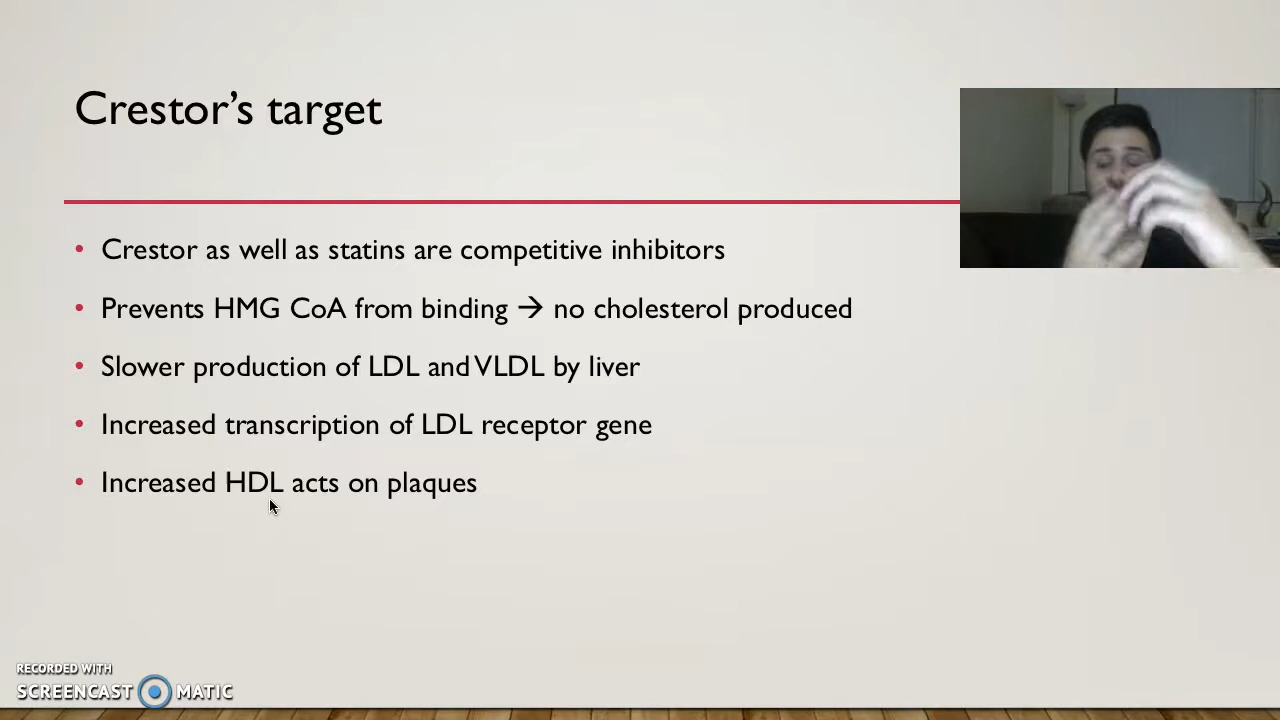 Crestor’s target
• Crestor as well as statins are competitive inhibitors
• Prevents HMG CoA from binding → no cholesterol produced
• Slower production of LDL and VLDL by liver
• Increased transcription of LDL receptor gene
• Increased HDL acts on plaques
RECORDED WITH
SCREENCAST MATIC